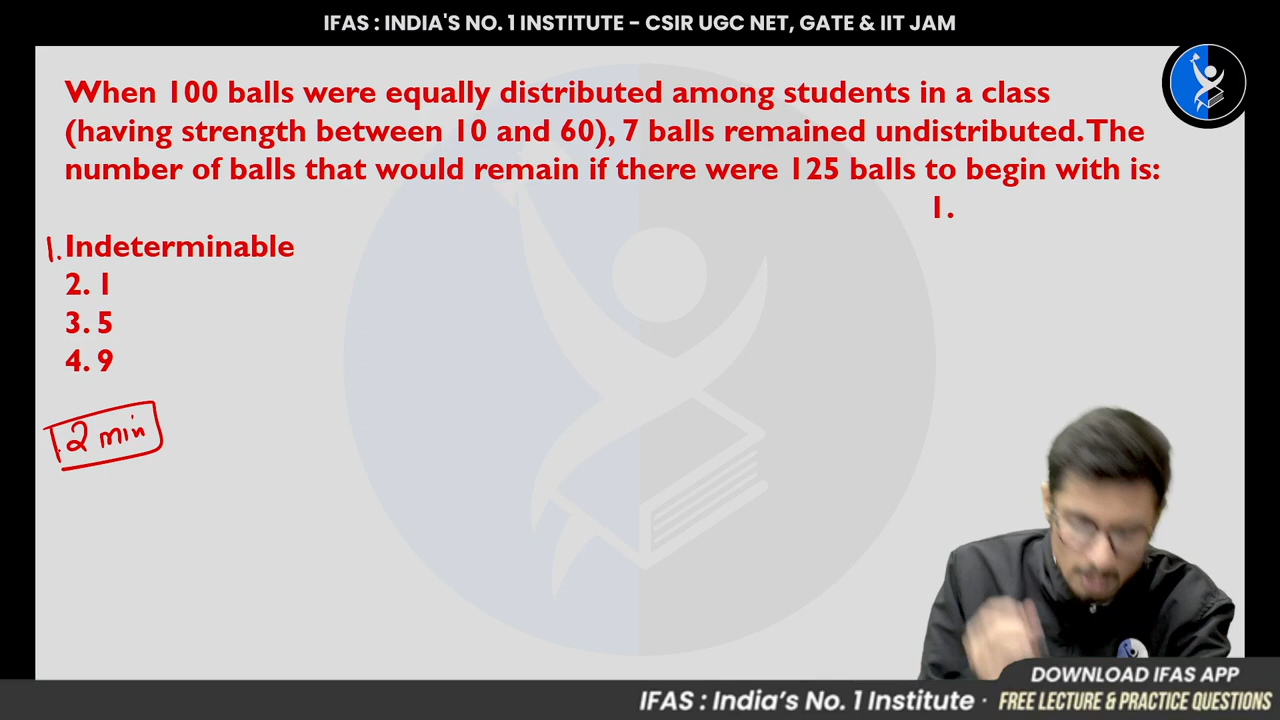 IFAS : INDIA'S NO. 1 INSTITUTE – CSIR UGC NET, GATE & IIT JAM
When 100 balls were equally distributed among students in a class
(having strength between 10 and 60), 7 balls remained undistributed. The
number of balls that would remain if there were 125 balls to begin with is:
1.
1. Indeterminable
2. 1
3. 5
4. 9
2 min
DOWNLOAD IFAS APP
IFAS : India's No. 1 Institute · FREE LECTURE & PRACTICE QUESTIONS